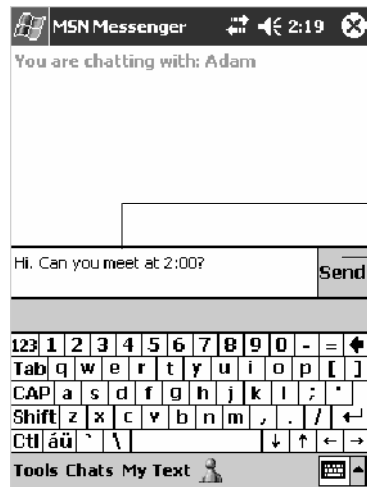 MSN Messenger 2:19
You are chatting with: Adam
Hi. Can you meet at 2:00?
Send
123 1 2 3 4 5 6 7 8 9 0 - =
Tab q w e r t y u i o p [ ]
CAP a s d f g h j k l ; '
Shift z x c v b n m , . /
Ctl áü ` \
Tools Chats My Text